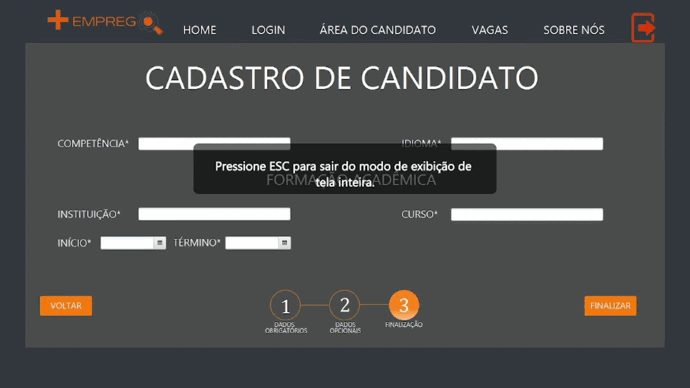 EMPREGO
HOME LOGIN ÁREA DO CANDIDATO VAGAS SOBRE NÓS
CADASTRO DE CANDIDATO
COMPETÊNCIA* IDIOMA*
Pressione ESC para sair do modo de exibição de
tela inteira.
FORMAÇÃO ACADÊMICA
INSTITUIÇÃO* CURSO*
INÍCIO* TÉRMINO*
VOLTAR 1 2 3 FINALIZAR
DADOS OBRIGATÓRIOS DADOS OPCIONAIS FINALIZAÇÃO